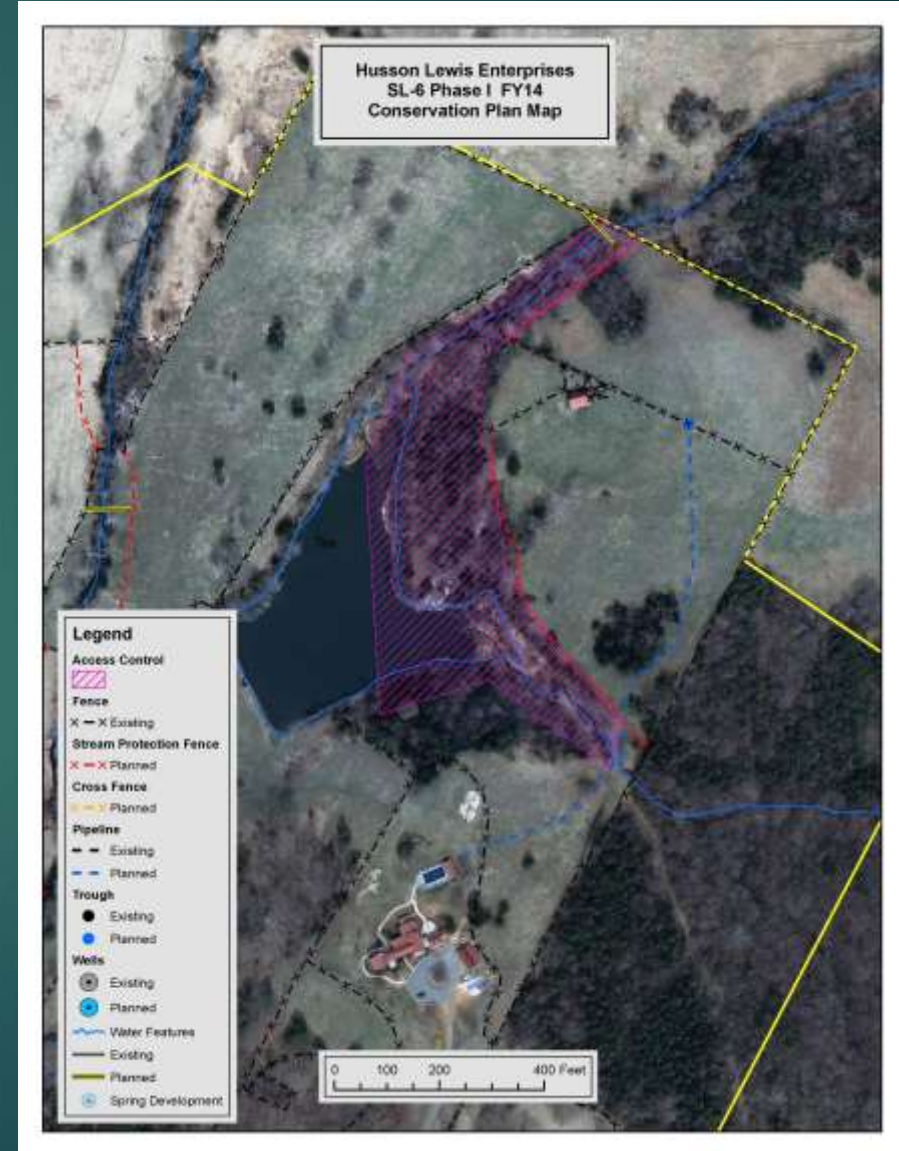 Husson Lewis Enterprises
SL-6 Phase I FY14
Conservation Plan Map
Legend
Access Control
Fence
Existing
Stream Protection Fence
Planned
Cross Fence
Planned
Pipeline
Existing
Planned
Trough
Existing
Planned
Wells
Existing
Planned
Water Features
Existing
Planned
Spring Development
0 100 200 400 Feet